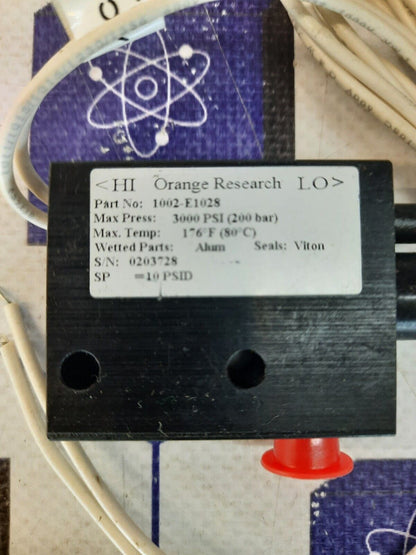 <HI Orange Research LO>
Part No: 1002-E1028
Max Press: 3000 PSI (200 bar)
Max. Temp: 176°F (80°C)
Wetted Parts: Alum Seals: Viton
S/N: 0203728
SP =10 PSID